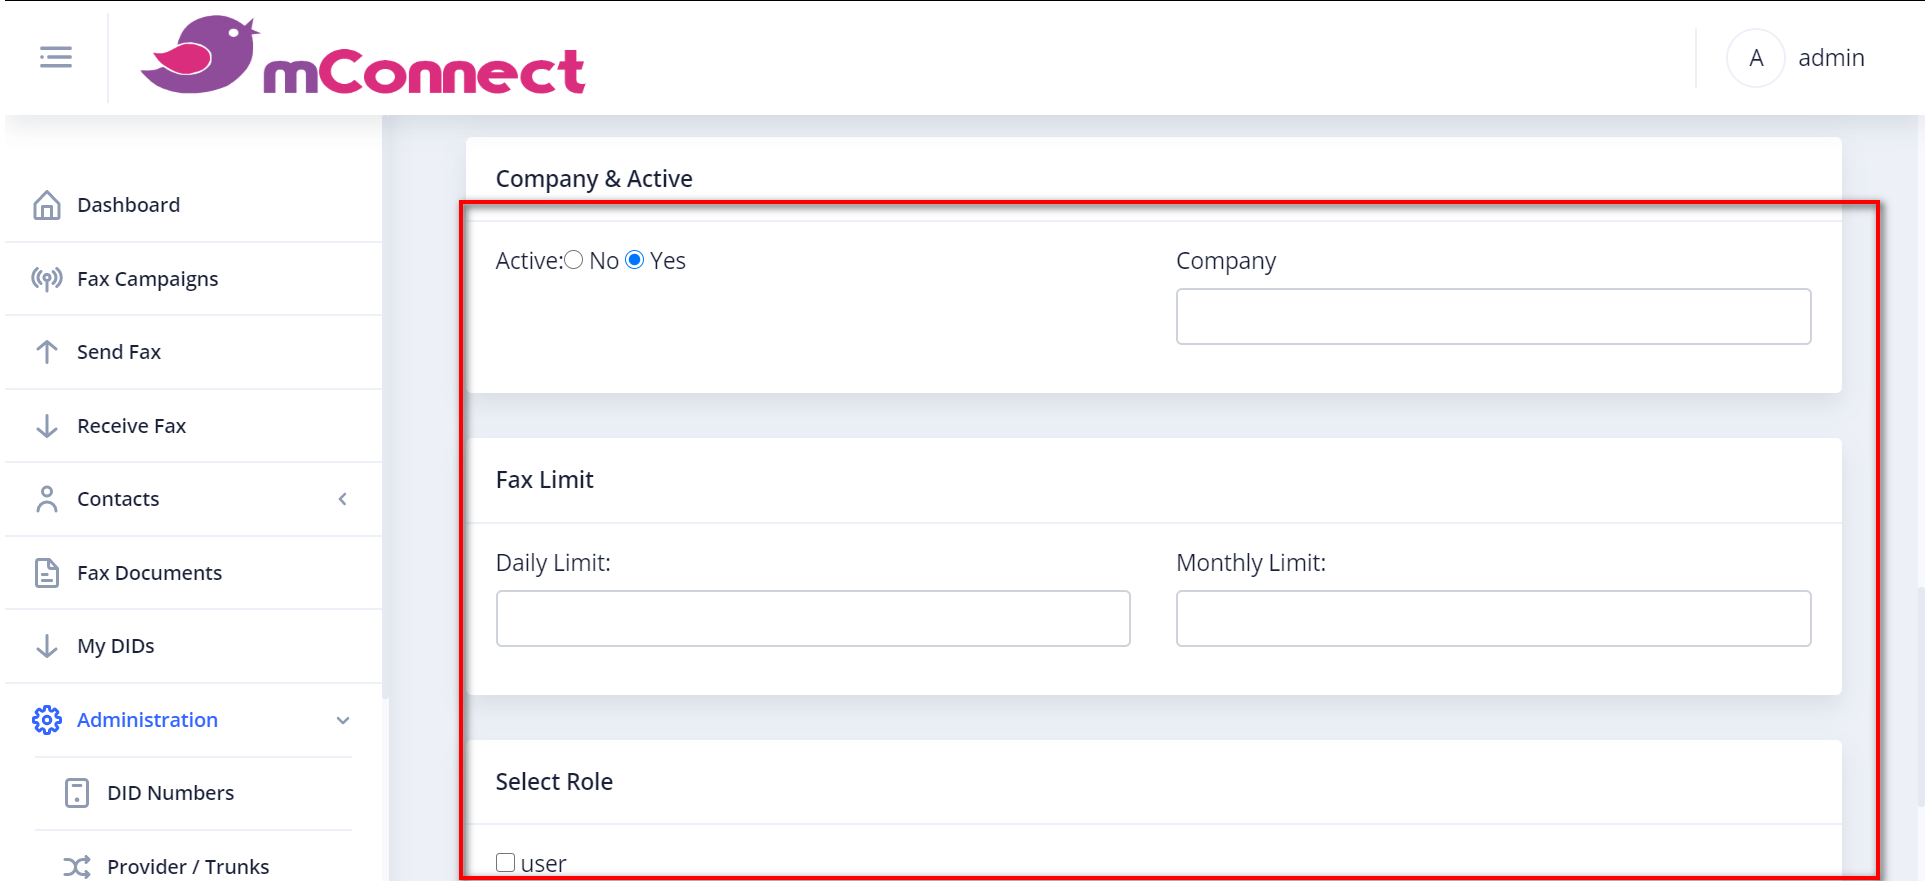 mConnect
A admin
Dashboard
Fax Campaigns
Send Fax
Receive Fax
Contacts
Fax Documents
My DIDs
Administration
DID Numbers
Provider / Trunks
Company & Active
Active: No Yes
Company
Fax Limit
Daily Limit:
Monthly Limit:
Select Role
user